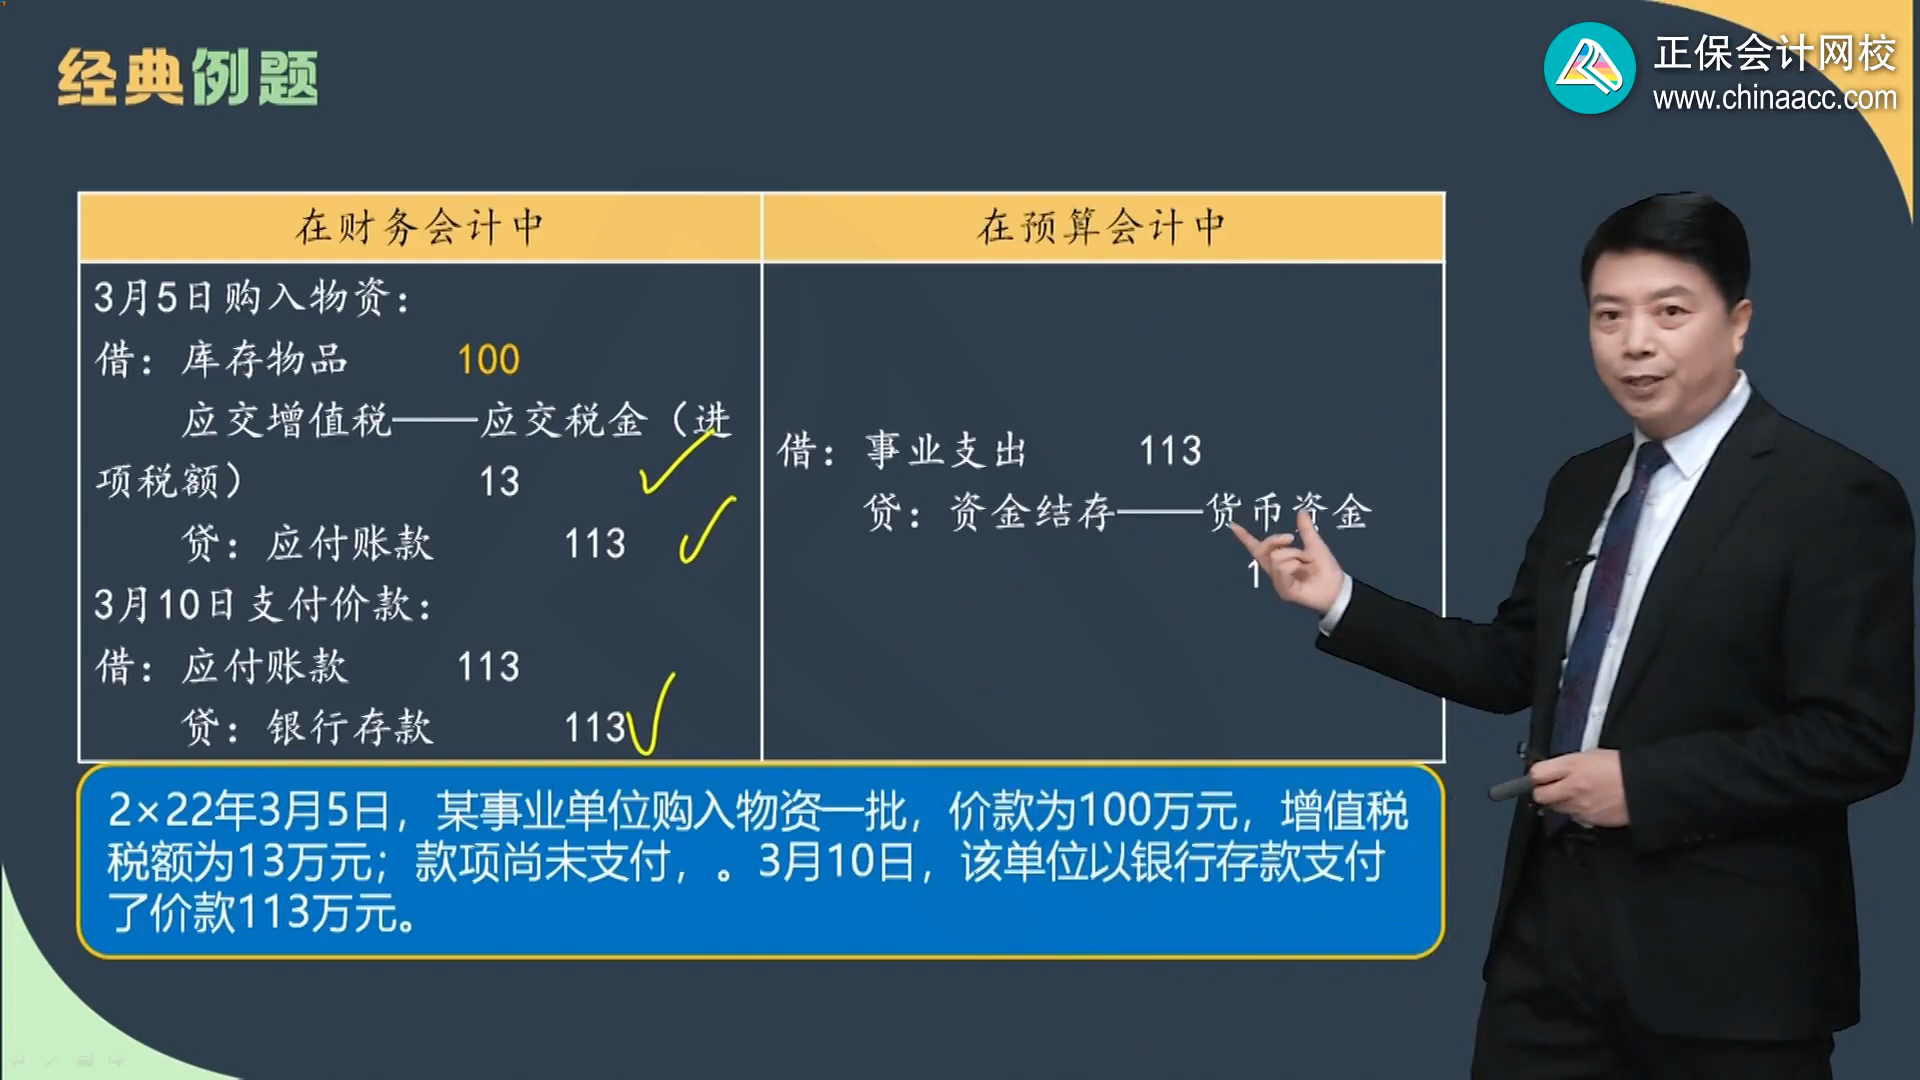 经典例题
正保会计网校
www.chinaacc.com
在财务会计中
在预算会计中
3月5日购入物资：
借：库存物品 100
应交增值税——应交税金（进
项税额） 13
贷：应付账款 113
3月10日支付价款：
借：应付账款 113
贷：银行存款 113
借：事业支出 113
贷：资金结存——货币资金
2×22年3月5日，某事业单位购入物资一批，价款为100万元，增值税
税额为13万元；款项尚未支付，。3月10日，该单位以银行存款支付
了价款113万元。